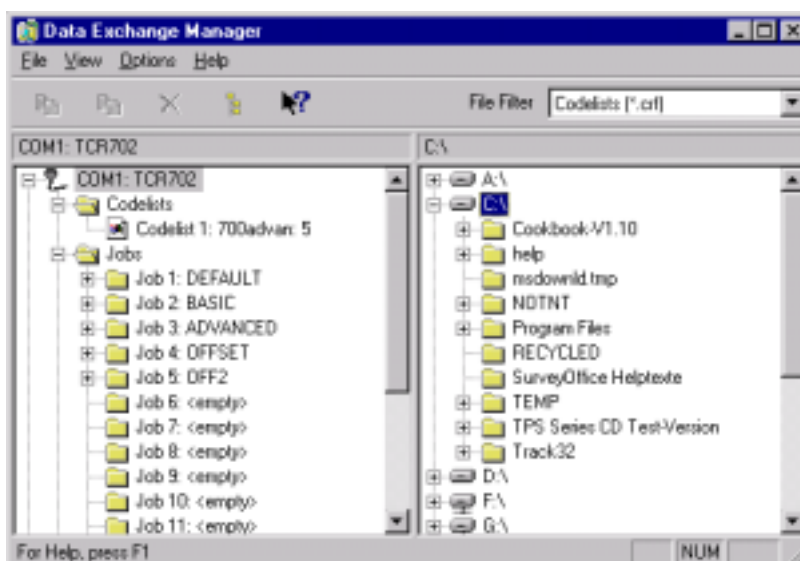 Data Exchange Manager
File View Options Help
File Filter Codelists (*.crf)
COM1: TCR702
COM1: TCR702
Codelists
Codelist 1: 700advan: 5
Jobs
Job 1: DEFAULT
Job 2: BASIC
Job 3: ADVANCED
Job 4: OFFSET
Job 5: OFF2
Job 6: <empty>
Job 7: <empty>
Job 8: <empty>
Job 9: <empty>
Job 10: <empty>
Job 11: <empty>
C:\
A:\
C:\
Cookbook-V1.10
help
msdownld.tmp
NOTNT
Program Files
RECYCLED
SurveyOffice Helptexte
TEMP
TPS Series CD Test-Version
Track32
D:\
F:\
G:\
For Help, press F1
NUM